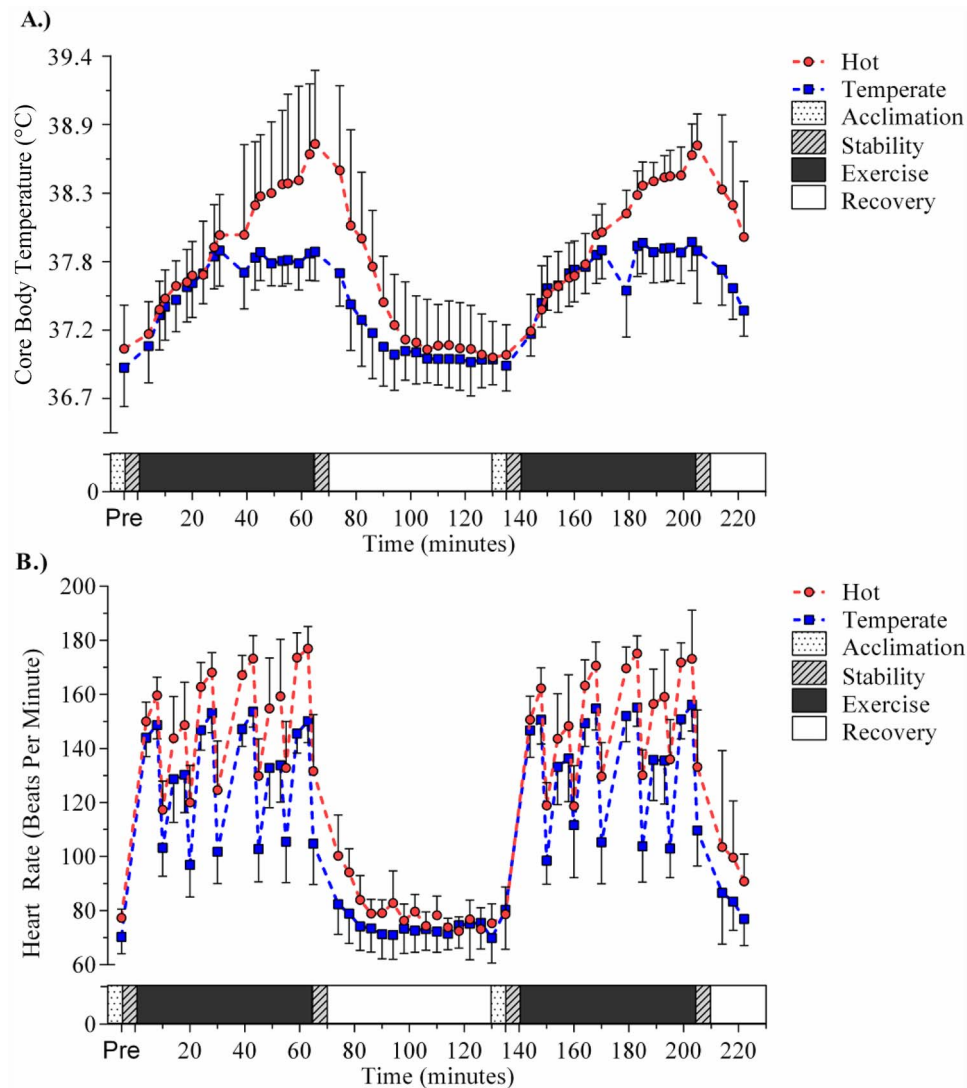 A.)
39.4
38.9
38.3
37.8
37.2
36.7
0
Core Body Temperature (°C)
Hot
Temperate
Acclimation
Stability
Exercise
Recovery
Pre 20 40 60 80 100 120 140 160 180 200 220
Time (minutes)
B.)
200
180
160
140
120
100
80
60
0
Heart Rate (Beats Per Minute)
Hot
Temperate
Acclimation
Stability
Exercise
Recovery
Pre 20 40 60 80 100 120 140 160 180 200 220
Time (minutes)